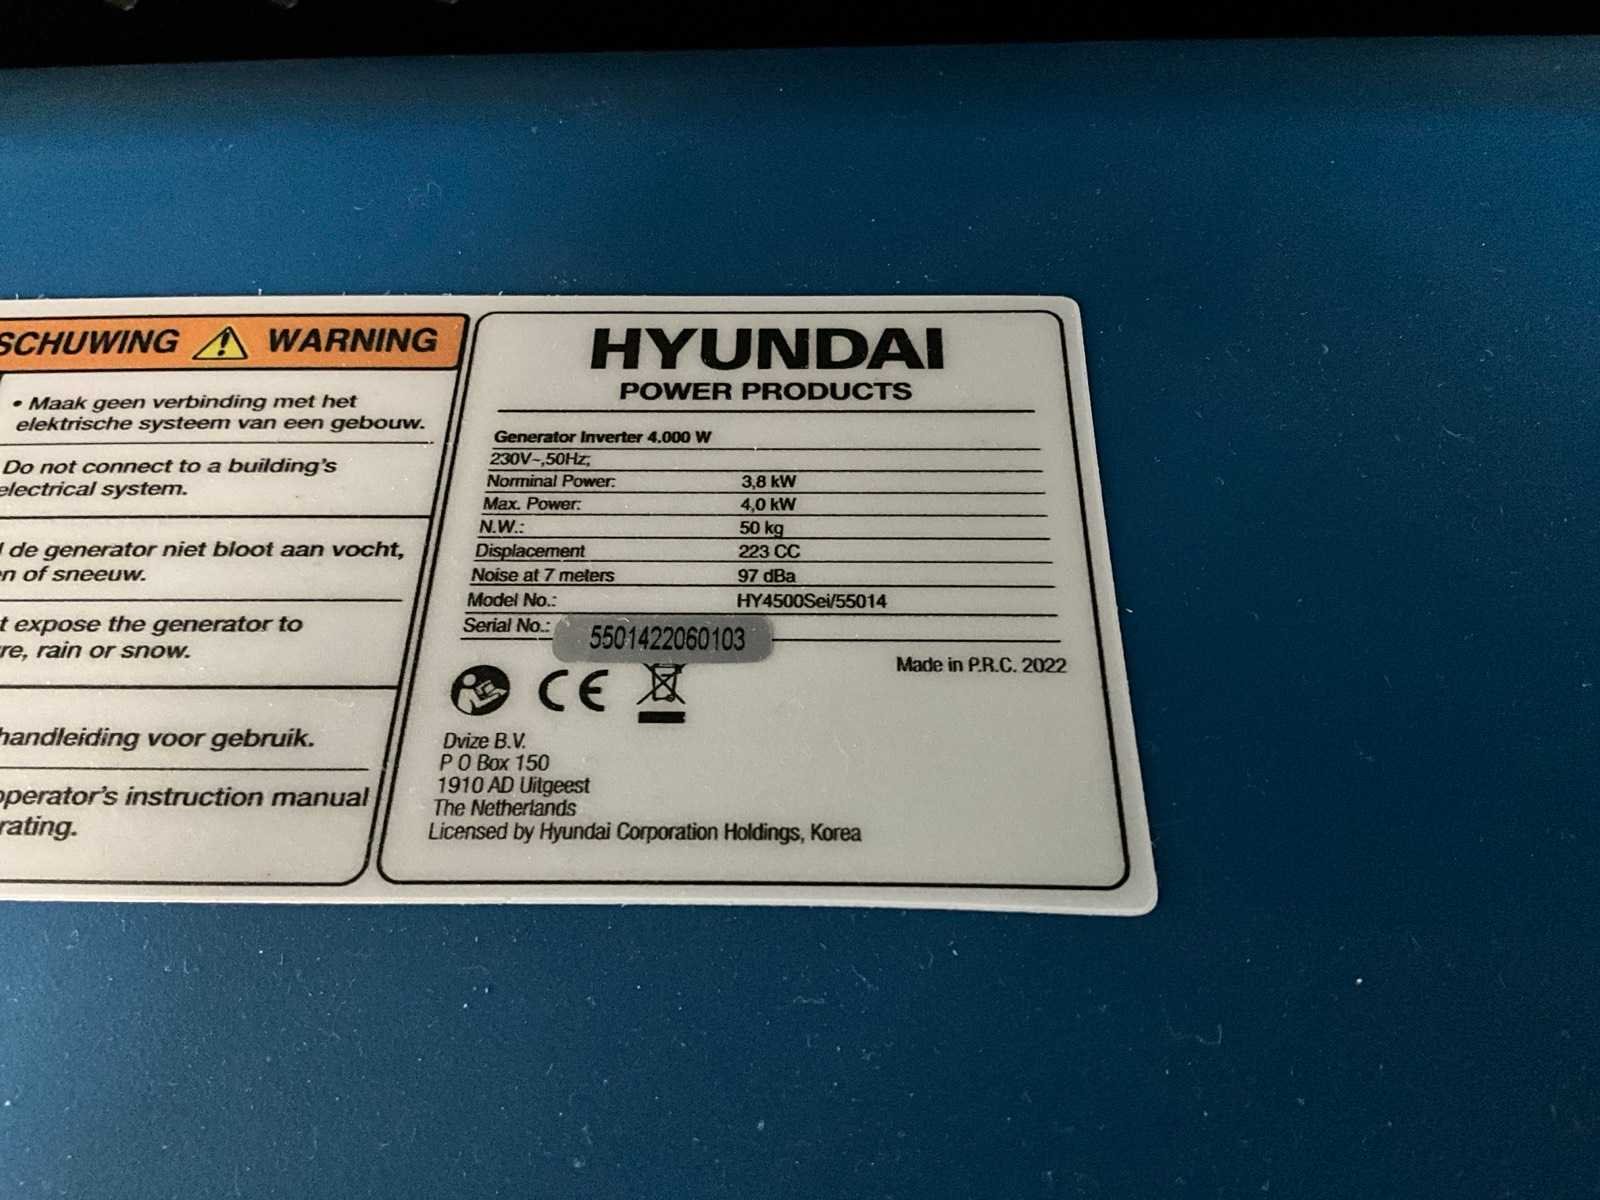 SCHUWING WARNING
• Maak geen verbinding met het
elektrische systeem van een gebouw.
Do not connect to a building's
electrical system.
de generator niet bloot aan vocht,
en of sneeuw.
t expose the generator to
re, rain or snow.
handleiding voor gebruik.
operator's instruction manual
rating.
HYUNDAI
POWER PRODUCTS
Generator Inverter 4.000 W
230V~,50Hz;
Norminal Power: 3,8 kW
Max. Power: 4,0 kW
N.W.: 50 kg
Displacement 223 CC
Noise at 7 meters 97 dBa
Model No.: HY4500Sei/55014
Serial No.: 5501422060103
Made in P.R.C. 2022
CE
Dvize B.V.
P O Box 150
1910 AD Uitgeest
The Netherlands
Licensed by Hyundai Corporation Holdings, Korea